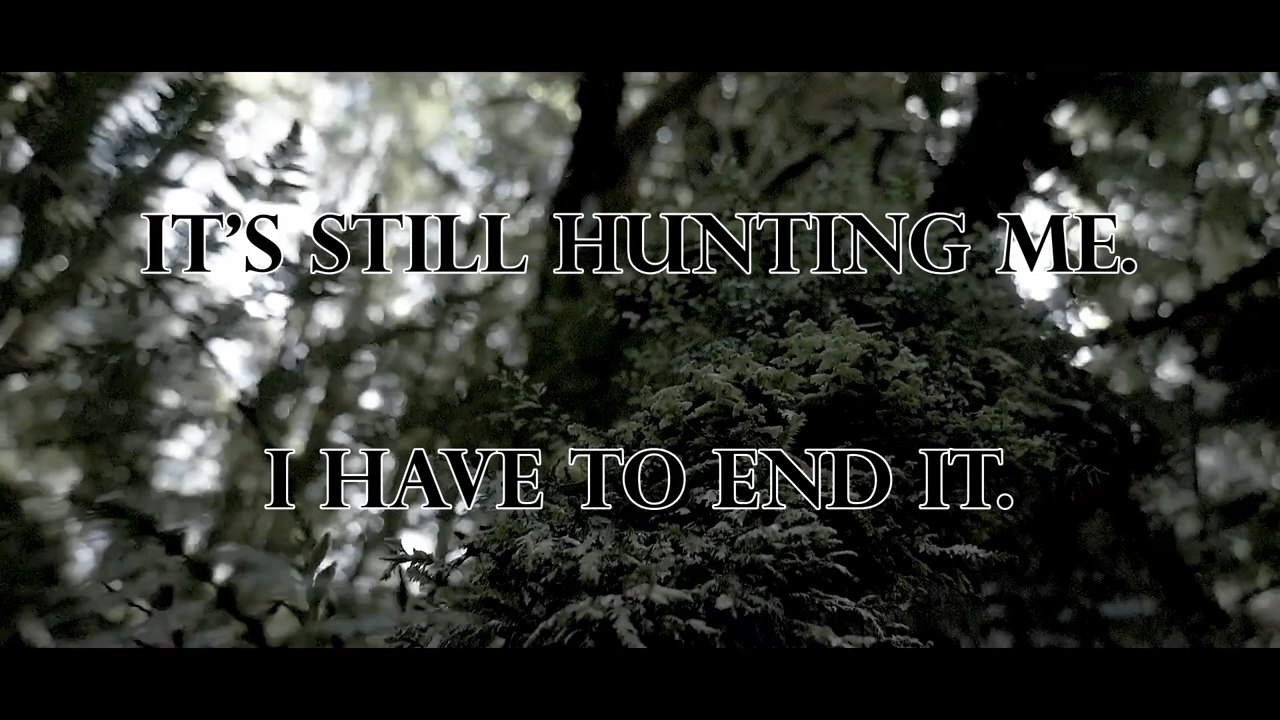 IT’S STILL HUNTING ME.
I HAVE TO END IT.